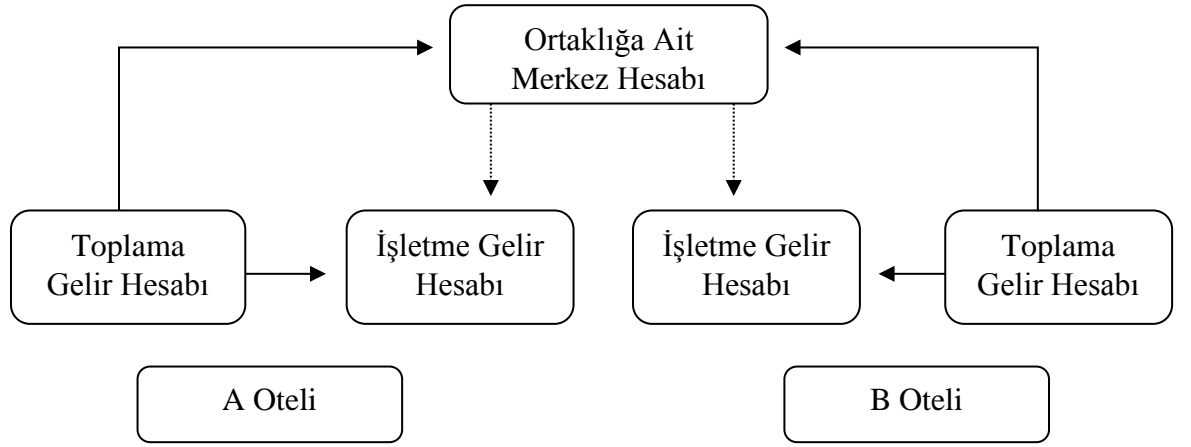 Ortaklığa Ait
Merkez Hesabı
Toplama
Gelir Hesabı
İşletme Gelir
Hesabı
İşletme Gelir
Hesabı
Toplama
Gelir Hesabı
A Oteli
B Oteli